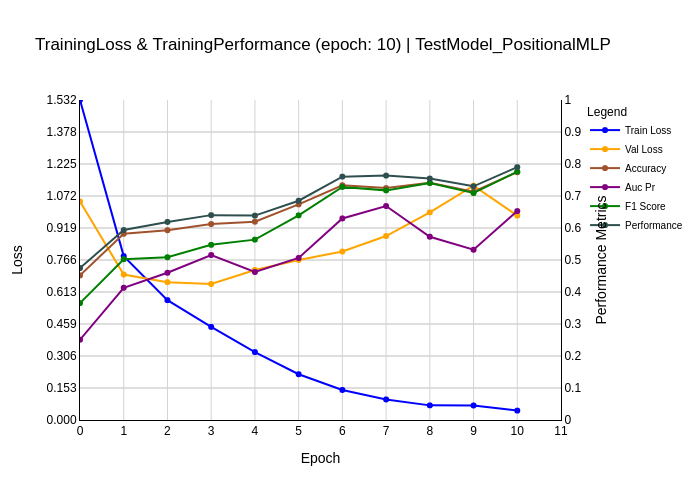 TrainingLoss & TrainingPerformance (epoch: 10) | TestModel_PositionalMLP
Legend
Train Loss
Val Loss
Accuracy
Auc Pr
F1 Score
Performance
1.532
1.378
1.225
1.072
0.919
0.766
0.613
0.459
0.306
0.153
0.000
Loss
1
0.9
0.8
0.7
0.6
0.5
0.4
0.3
0.2
0.1
0
Performance Metrics
0 1 2 3 4 5 6 7 8 9 10 11
Epoch